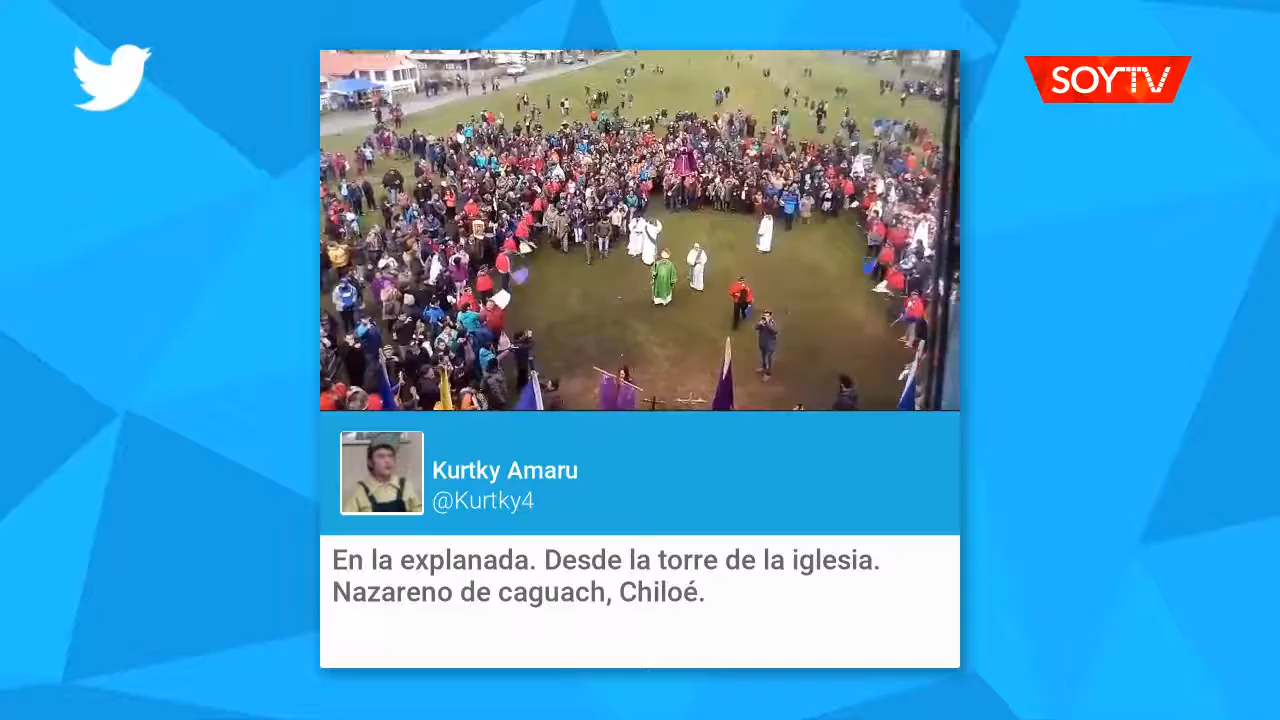 SOYTV
Kurtky Amaru
@Kurtky4
En la explanada. Desde la torre de la iglesia.
Nazareno de caguach, Chiloé.